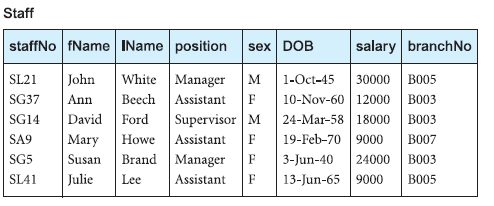 Staff
staffNo fName lName position sex DOB salary branchNo
SL21 John White Manager M 1-Oct-45 30000 B005
SG37 Ann Beech Assistant F 10-Nov-60 12000 B003
SG14 David Ford Supervisor M 24-Mar-58 18000 B003
SA9 Mary Howe Assistant F 19-Feb-70 9000 B007
SG5 Susan Brand Manager F 3-Jun-40 24000 B003
SL41 Julie Lee Assistant F 13-Jun-65 9000 B005